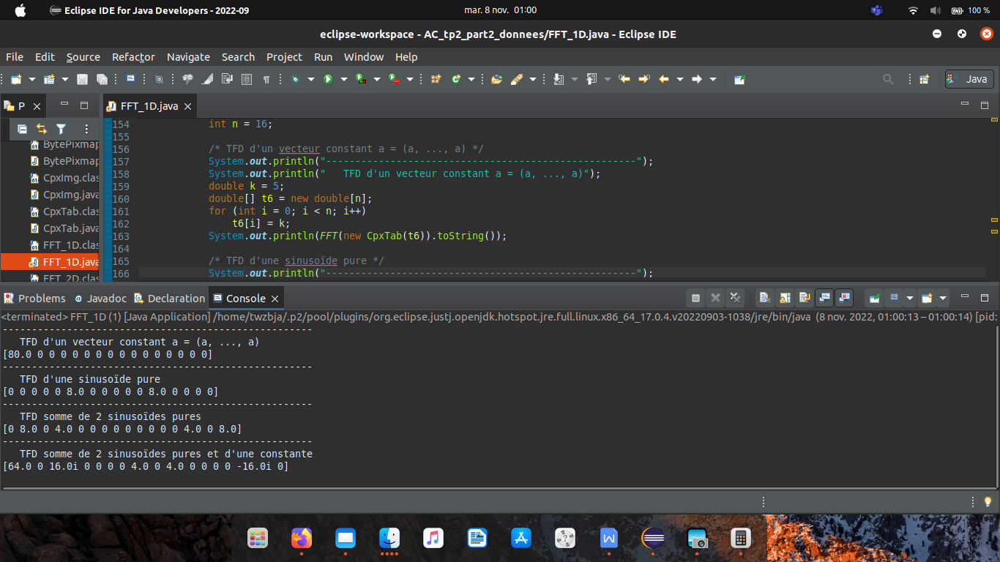 Eclipse IDE for Java Developers - 2022-09
mar. 8 nov. 01:00
100 %
eclipse-workspace - AC_tp2_part2_donnees/FFT_1D.java - Eclipse IDE
File Edit Source Refactor Navigate Search Project Run Window Help
Java
P
FFT_1D.java
BytePixmap
BytePixmap
CpxImg.clas
CpxImg.java
CpxTab.clas
CpxTab.java
FFT_1D.clas
FFT_1D.java
FFT_2D.clas
154 int n = 16;
155
156 /* TFD d'un vecteur constant a = (a, ..., a) */
157 System.out.println("-----------------------------------------------------");
158 System.out.println("   TFD d'un vecteur constant a = (a, ..., a)");
159 double k = 5;
160 double[] t6 = new double[n];
161 for (int i = 0; i < n; i++)
162 t6[i] = k;
163 System.out.println(FFT(new CpxTab(t6)).toString());
164
165 /* TFD d'une sinusoïde pure */
166 System.out.println("-----------------------------------------------------");
Problems Javadoc Declaration Console
<terminated> FFT_1D (1) [Java Application] /home/twzbja/.p2/pool/plugins/org.eclipse.justj.openjdk.hotspot.jre.full.linux.x86_64_17.0.4.v20220903-1038/jre/bin/java (8 nov. 2022, 01:00:13 – 01:00:14) [pid:
-----------------------------------------------------
TFD d'un vecteur constant a = (a, ..., a)
[80.0 0 0 0 0 0 0 0 0 0 0 0 0 0 0 0]
-----------------------------------------------------
TFD d'une sinusoïde pure
[0 0 0 0 0 8.0 0 0 0 0 0 8.0 0 0 0 0]
-----------------------------------------------------
TFD somme de 2 sinusoïdes pures
[0 8.0 0 4.0 0 0 0 0 0 0 0 0 0 4.0 0 8.0]
-----------------------------------------------------
TFD somme de 2 sinusoïdes pures et d'une constante
[64.0 0 16.0i 0 0 0 0 4.0 0 4.0 0 0 0 0 -16.0i 0]